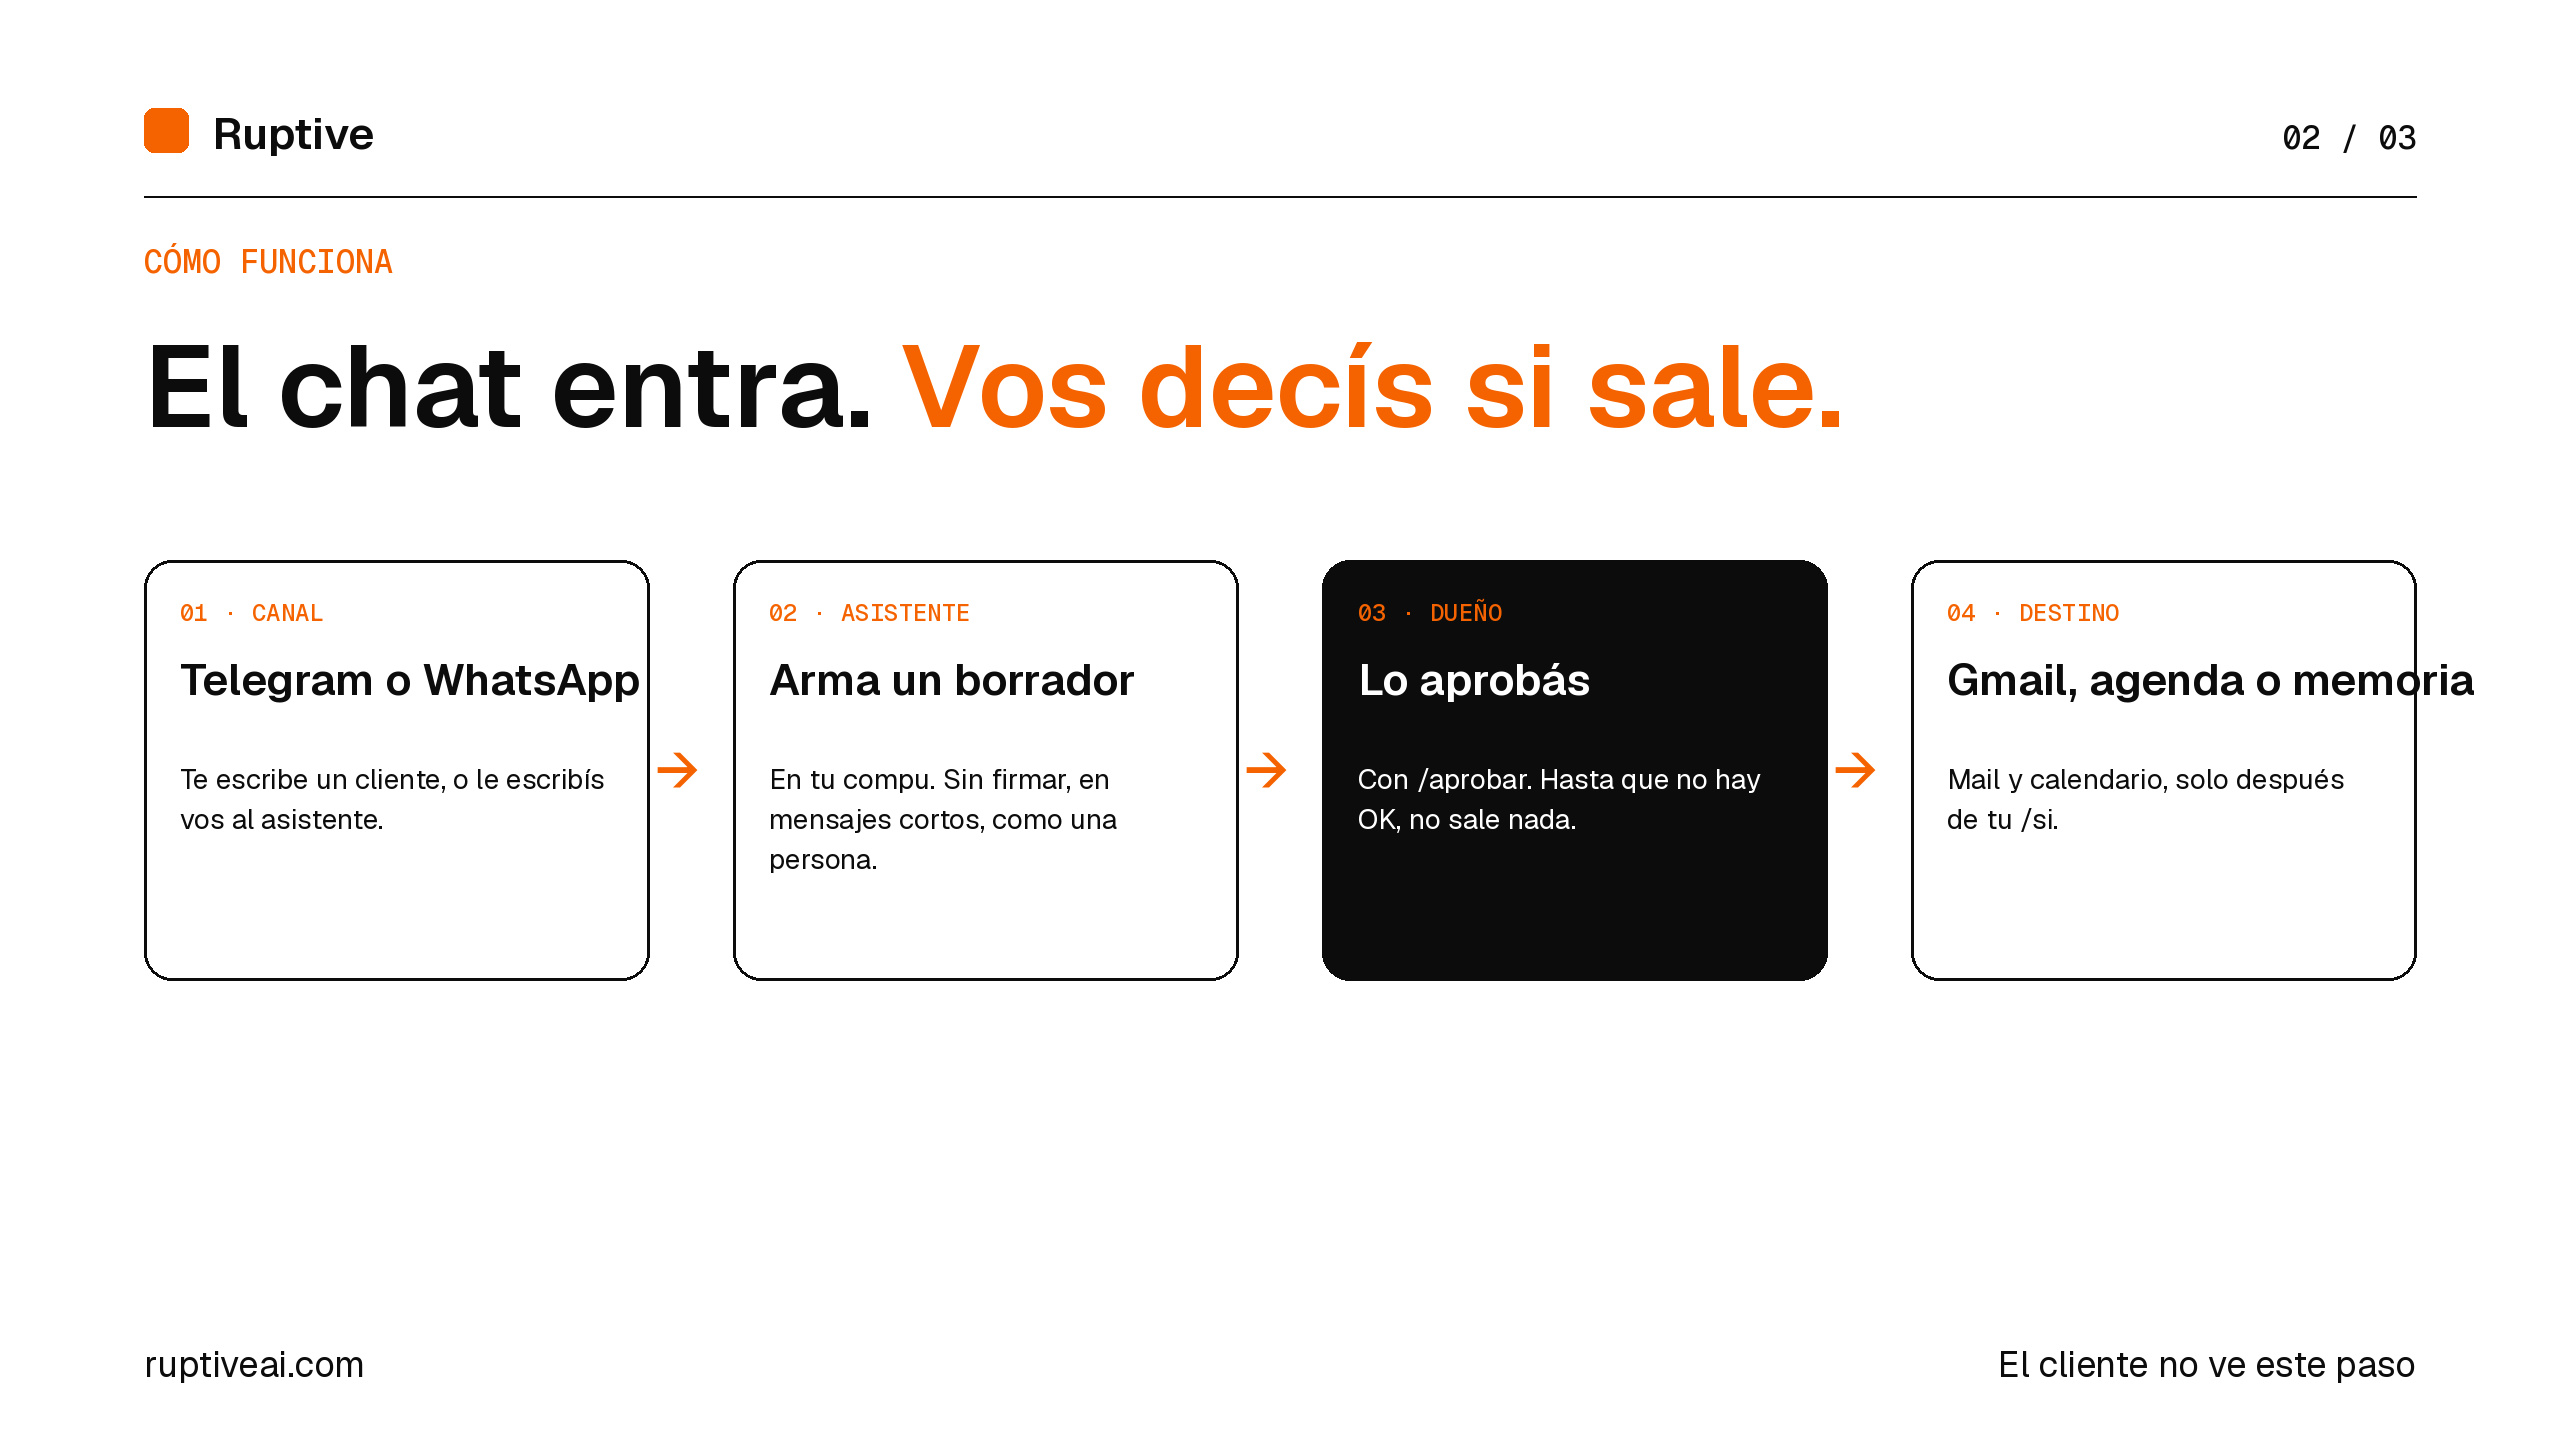 Ruptive
02 / 03
CÓMO FUNCIONA
El chat entra. Vos decís si sale.
01 · CANAL
Telegram o WhatsApp
Te escribe un cliente, o le escribís
vos al asistente.
→
02 · ASISTENTE
Arma un borrador
En tu compu. Sin firmar, en
mensajes cortos, como una
persona.
→
03 · DUEÑO
Lo aprobás
Con /aprobar. Hasta que no hay
OK, no sale nada.
→
04 · DESTINO
Gmail, agenda o memoria
Mail y calendario, solo después
de tu /si.
ruptiveai.com
El cliente no ve este paso